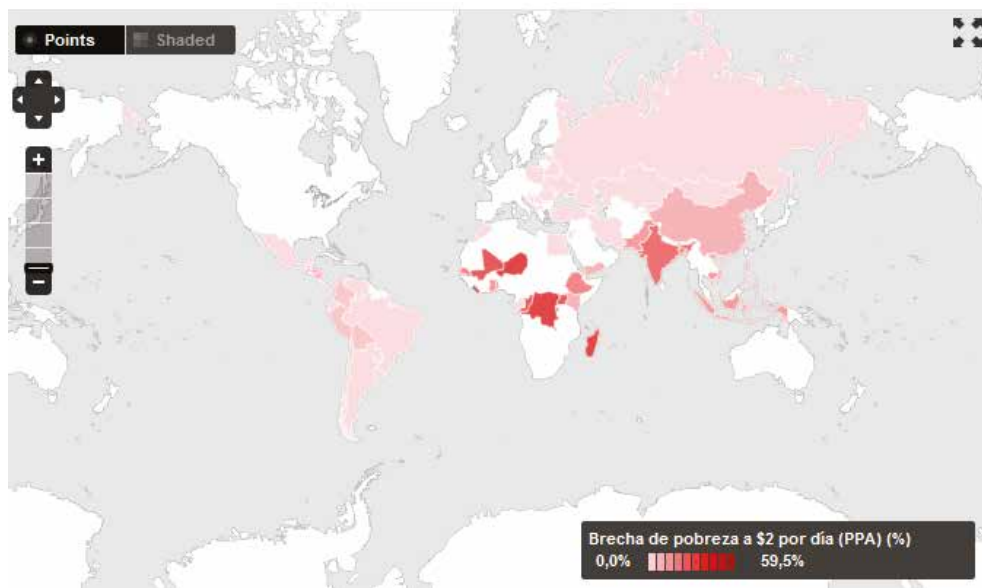 Points Shaded
+
−
Brecha de pobreza a $2 por día (PPA) (%)
0,0% 59,5%